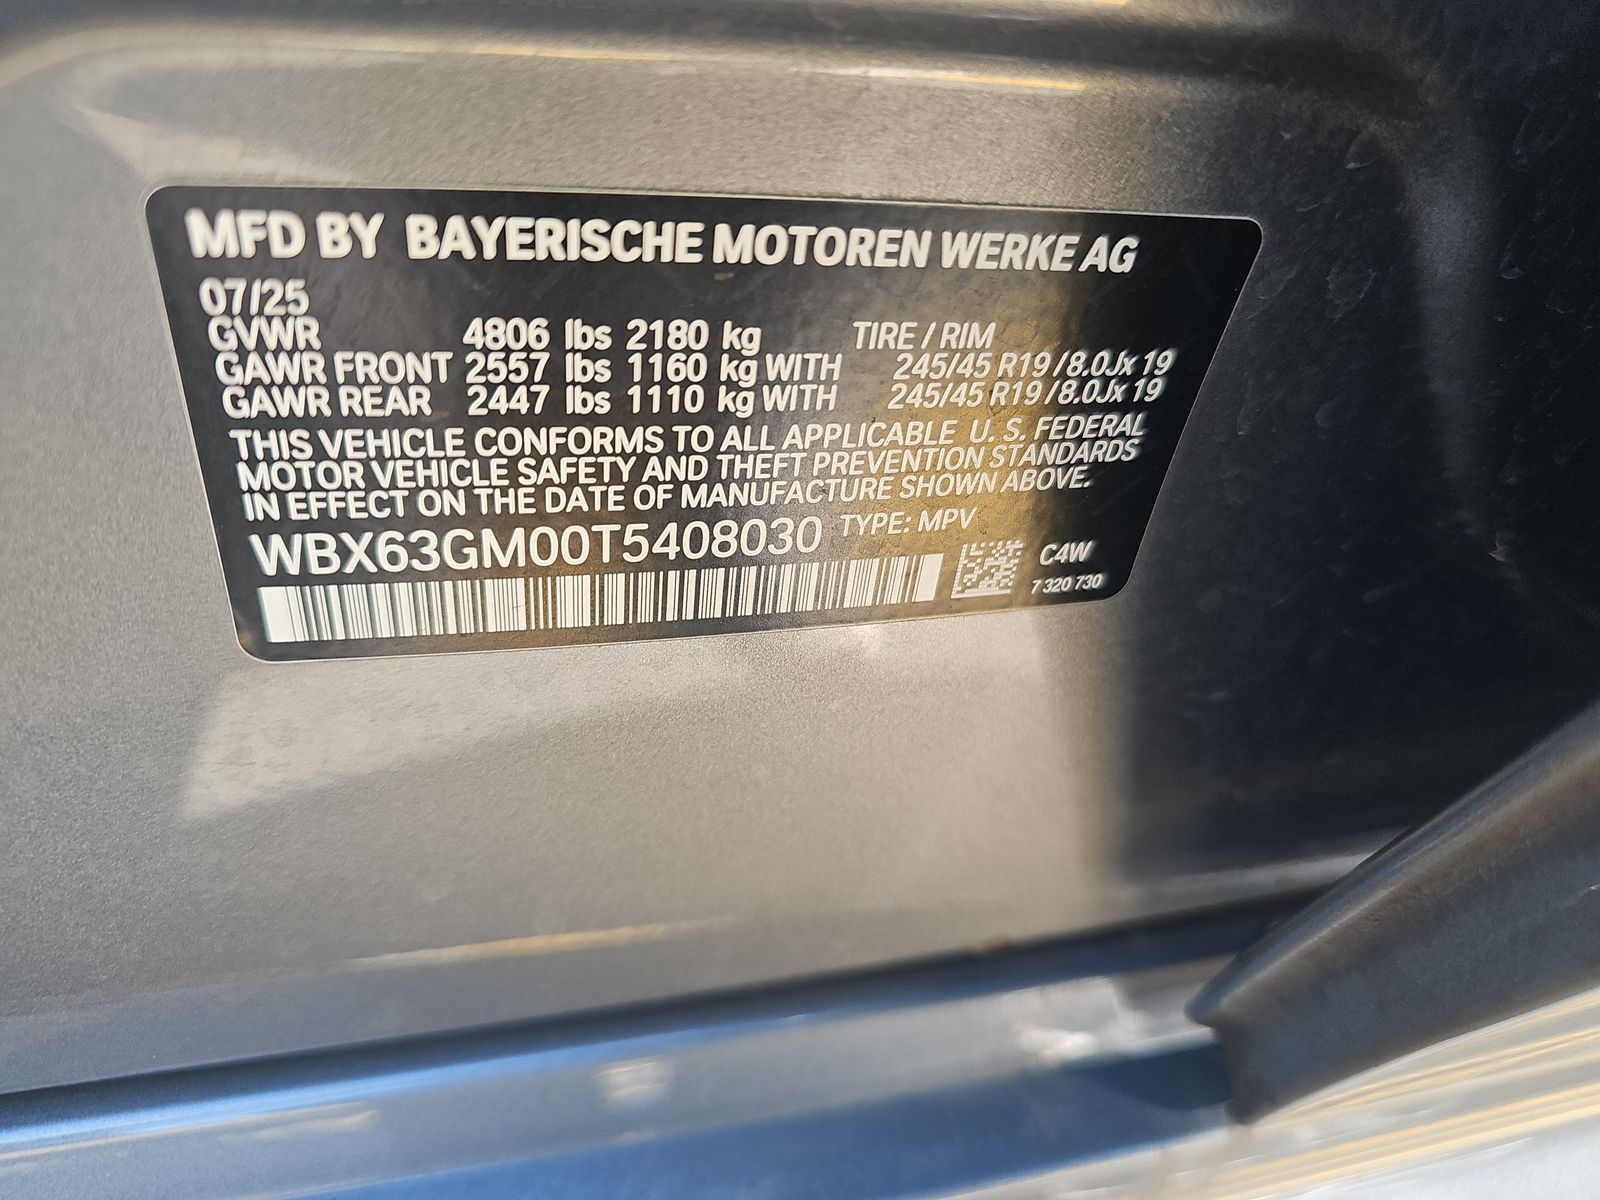 MFD BY BAYERISCHE MOTOREN WERKE AG
07/25
GVWR 4806 lbs 2180 kg TIRE / RIM
GAWR FRONT 2557 lbs 1160 kg WITH 245/45 R19 /8.0Jx 19
GAWR REAR 2447 lbs 1110 kg WITH 245/45 R19 /8.0Jx 19
THIS VEHICLE CONFORMS TO ALL APPLICABLE U. S. FEDERAL
MOTOR VEHICLE SAFETY AND THEFT PREVENTION STANDARDS
IN EFFECT ON THE DATE OF MANUFACTURE SHOWN ABOVE.
WBX63GM00T5408030 TYPE: MPV
C4W
7 320 730